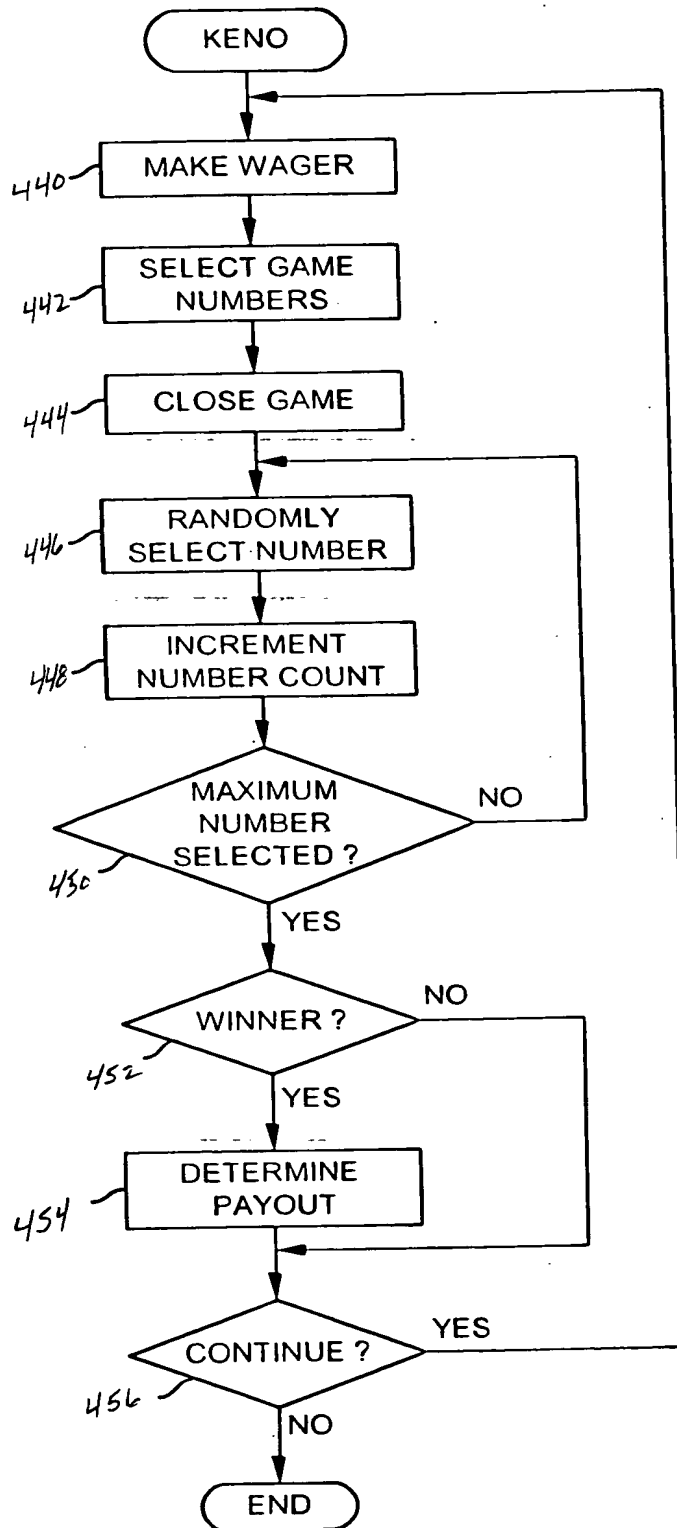 KENO
440
MAKE WAGER
442
SELECT GAME
NUMBERS
444
CLOSE GAME
446
RANDOMLY
SELECT NUMBER
448
INCREMENT
NUMBER COUNT
MAXIMUM
NUMBER
SELECTED ?
NO
450
YES
WINNER ?
NO
452
YES
DETERMINE
PAYOUT
454
CONTINUE ?
YES
456
NO
END